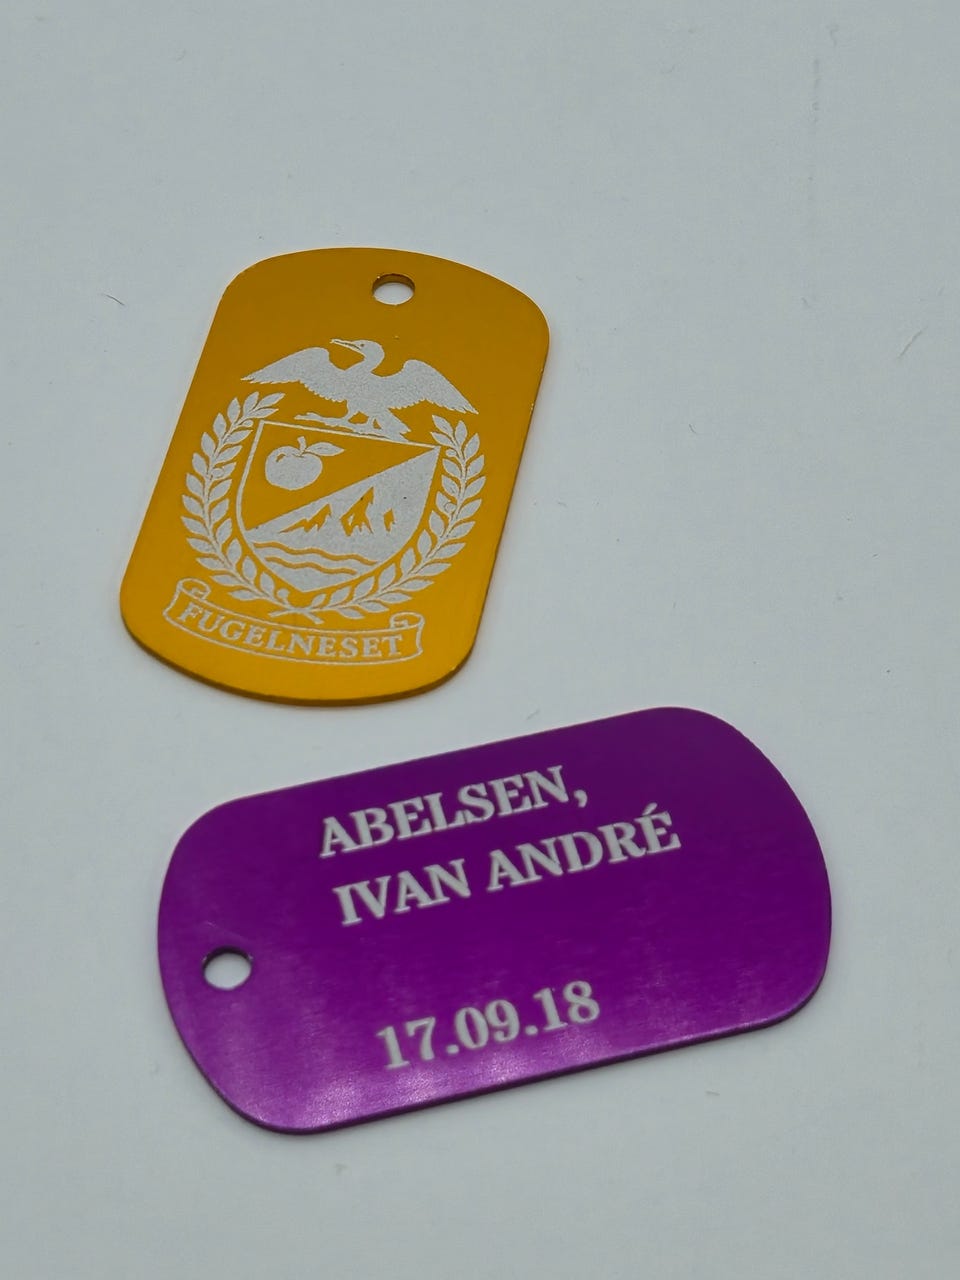 FUGELNESET
ABELSEN,
IVAN ANDRÉ
17.09.18